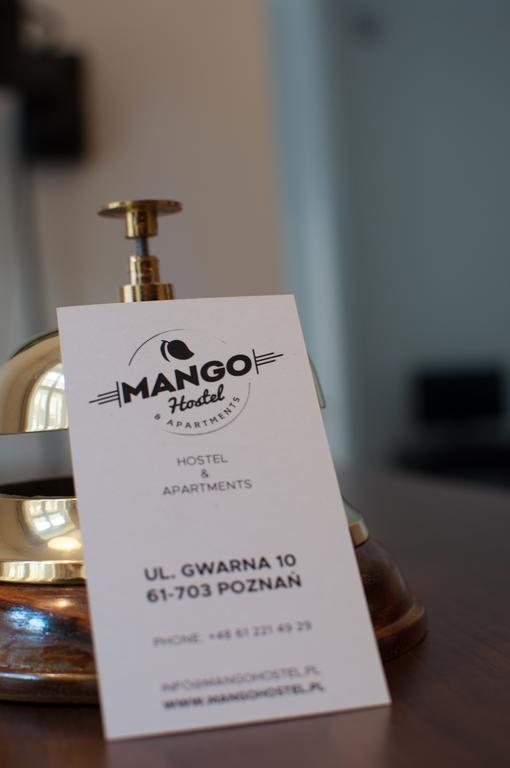 MANGO
Hostel
& APARTMENTS
HOSTEL
&
APARTMENTS
UL. GWARNA 10
61-703 POZNAŃ
PHONE: +48 61 221 49 29
INFO@MANGOHOSTEL.PL
WWW.MANGOHOSTEL.PL